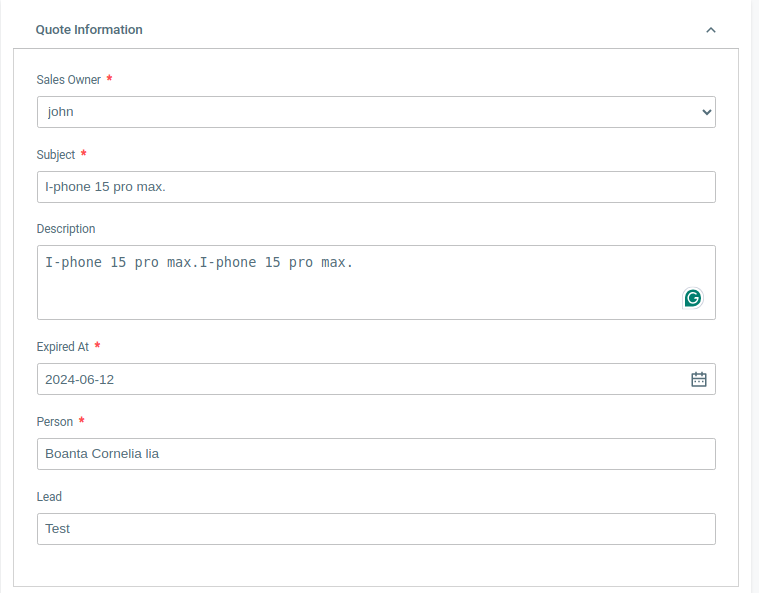 Quote Information
Sales Owner *
john
Subject *
I-phone 15 pro max.
Description
I-phone 15 pro max.I-phone 15 pro max.
G
Expired At *
2024-06-12
Person *
Boanta Cornelia lia
Lead
Test